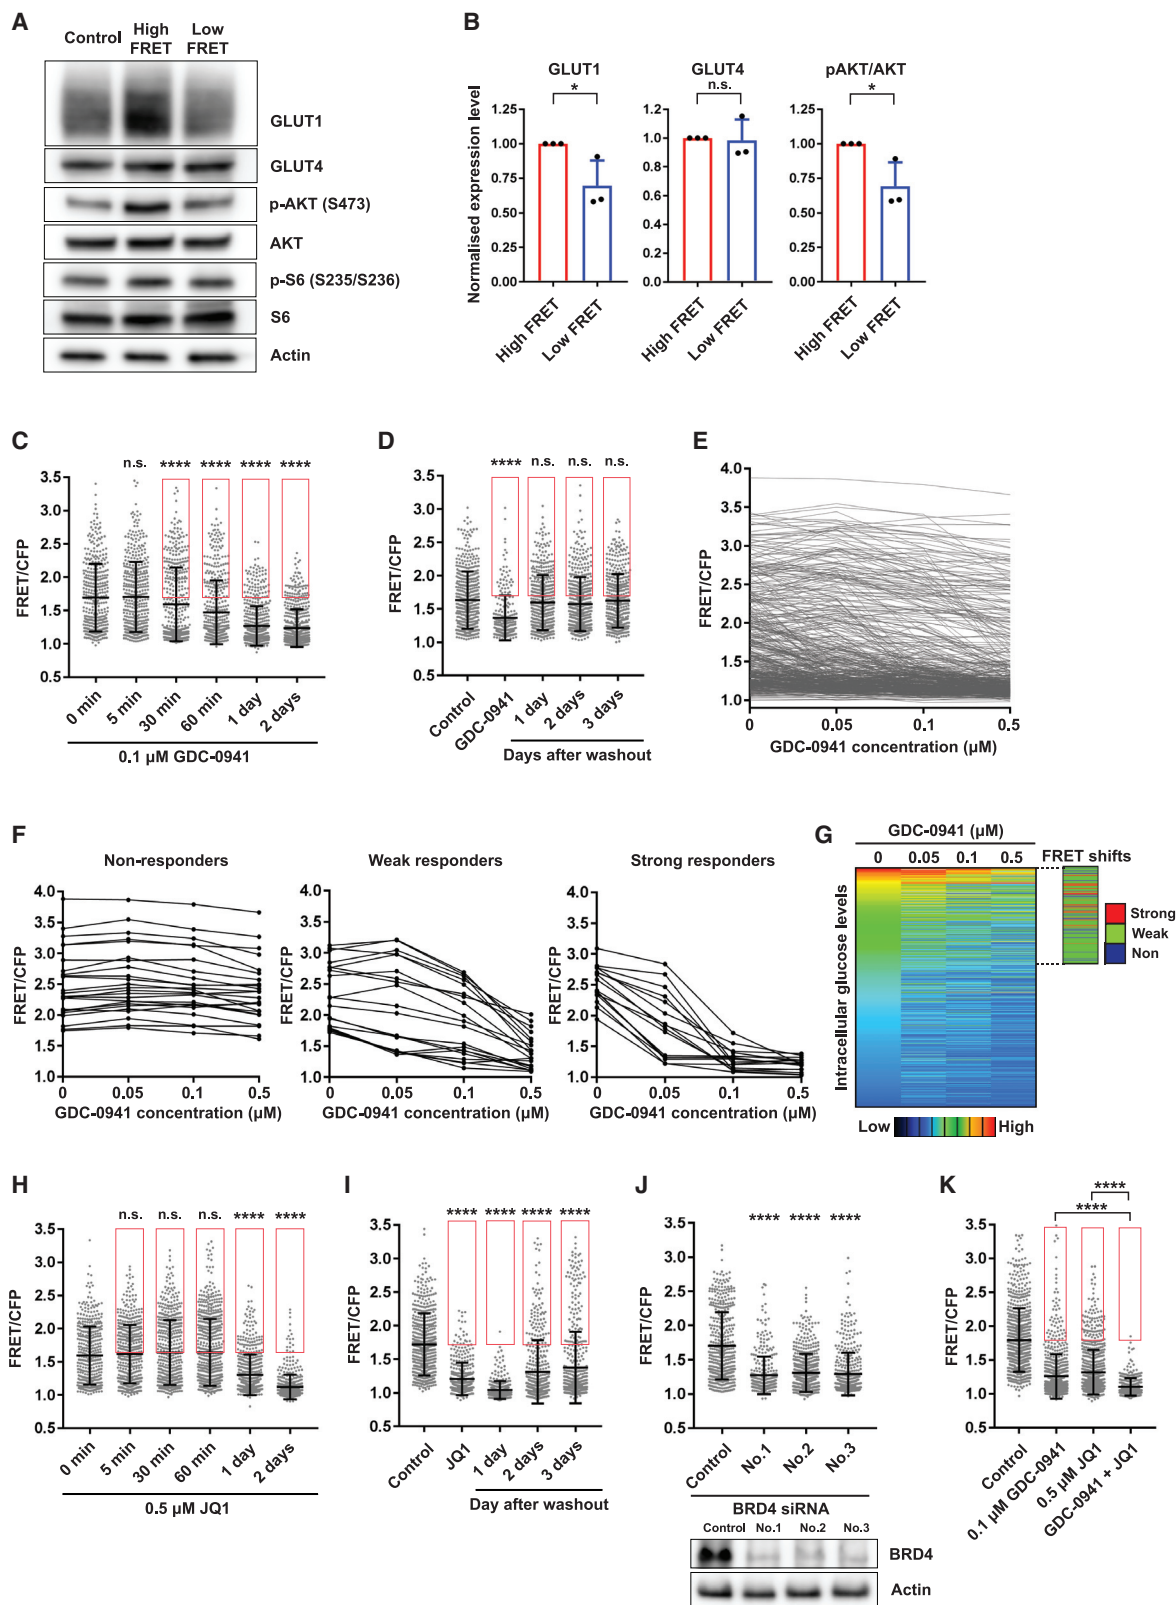 A
Control
High FRET
Low FRET
GLUT1
GLUT4
p-AKT (S473)
AKT
p-S6 (S235/S236)
S6
Actin
B
Normalised expression level
GLUT1
*
1.25
1.00
0.75
0.50
0.25
0.00
High FRET
Low FRET
GLUT4
n.s.
1.2
1.0
0.8
0.6
0.4
0.2
0.0
High FRET
Low FRET
pAKT/AKT
*
1.25
1.00
0.75
0.50
0.25
0.00
High FRET
Low FRET
C
n.s. **** **** **** ****
FRET/CFP
3.5
3.0
2.5
2.0
1.5
1.0
0.5
0 min
5 min
30 min
60 min
1 day
2 days
0.1 µM GDC-0941
D
**** n.s. n.s. n.s.
FRET/CFP
3.5
3.0
2.5
2.0
1.5
1.0
0.5
Control
GDC-0941
1 day
2 days
3 days
Days after washout
E
FRET/CFP
4.0
3.5
3.0
2.5
2.0
1.5
1.0
0 0.05 0.1 0.5
GDC-0941 concentration (µM)
F
Non-responders
FRET/CFP
4.0
3.5
3.0
2.5
2.0
1.5
1.0
0 0.05 0.1 0.5
GDC-0941 concentration (µM)
Weak responders
FRET/CFP
4.0
3.5
3.0
2.5
2.0
1.5
1.0
0 0.05 0.1 0.5
GDC-0941 concentration (µM)
Strong responders
FRET/CFP
4.0
3.5
3.0
2.5
2.0
1.5
1.0
0 0.05 0.1 0.5
GDC-0941 concentration (µM)
G
GDC-0941 (µM)
0 0.05 0.1 0.5
FRET shifts
Intracellular glucose levels
Strong
Weak
Non
Low
High
H
n.s. n.s. n.s. **** ****
FRET/CFP
3.5
3.0
2.5
2.0
1.5
1.0
0.5
0 min
5 min
30 min
60 min
1 day
2 days
0.5 µM JQ1
I
**** **** **** ****
FRET/CFP
3.5
3.0
2.5
2.0
1.5
1.0
0.5
Control
JQ1
1 day
2 days
3 days
Day after washout
J
**** **** ****
FRET/CFP
3.5
3.0
2.5
2.0
1.5
1.0
0.5
Control
No.1
No.2
No.3
BRD4 siRNA
Control No.1 No.2 No.3
BRD4
Actin
K
****
****
FRET/CFP
3.5
3.0
2.5
2.0
1.5
1.0
0.5
Control
0.1 µM GDC-0941
0.5 µM JQ1
GDC-0941 + JQ1